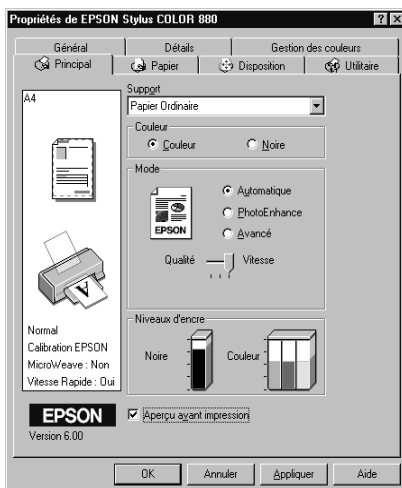 Propriétés de EPSON Stylus COLOR 880
Général Détails Gestion des couleurs
Principal Papier Disposition Utilitaire
A4
Support
Papier Ordinaire
Couleur
Couleur Noire
Mode
Automatique
PhotoEnhance
Avancé
EPSON
Qualité Vitesse
Niveaux d'encre
Noire Couleur
Normal
Calibration EPSON
MicroWeave : Non
Vitesse Rapide : Oui
EPSON
Version 6.00
Aperçu avant impression
OK Annuler Appliquer Aide